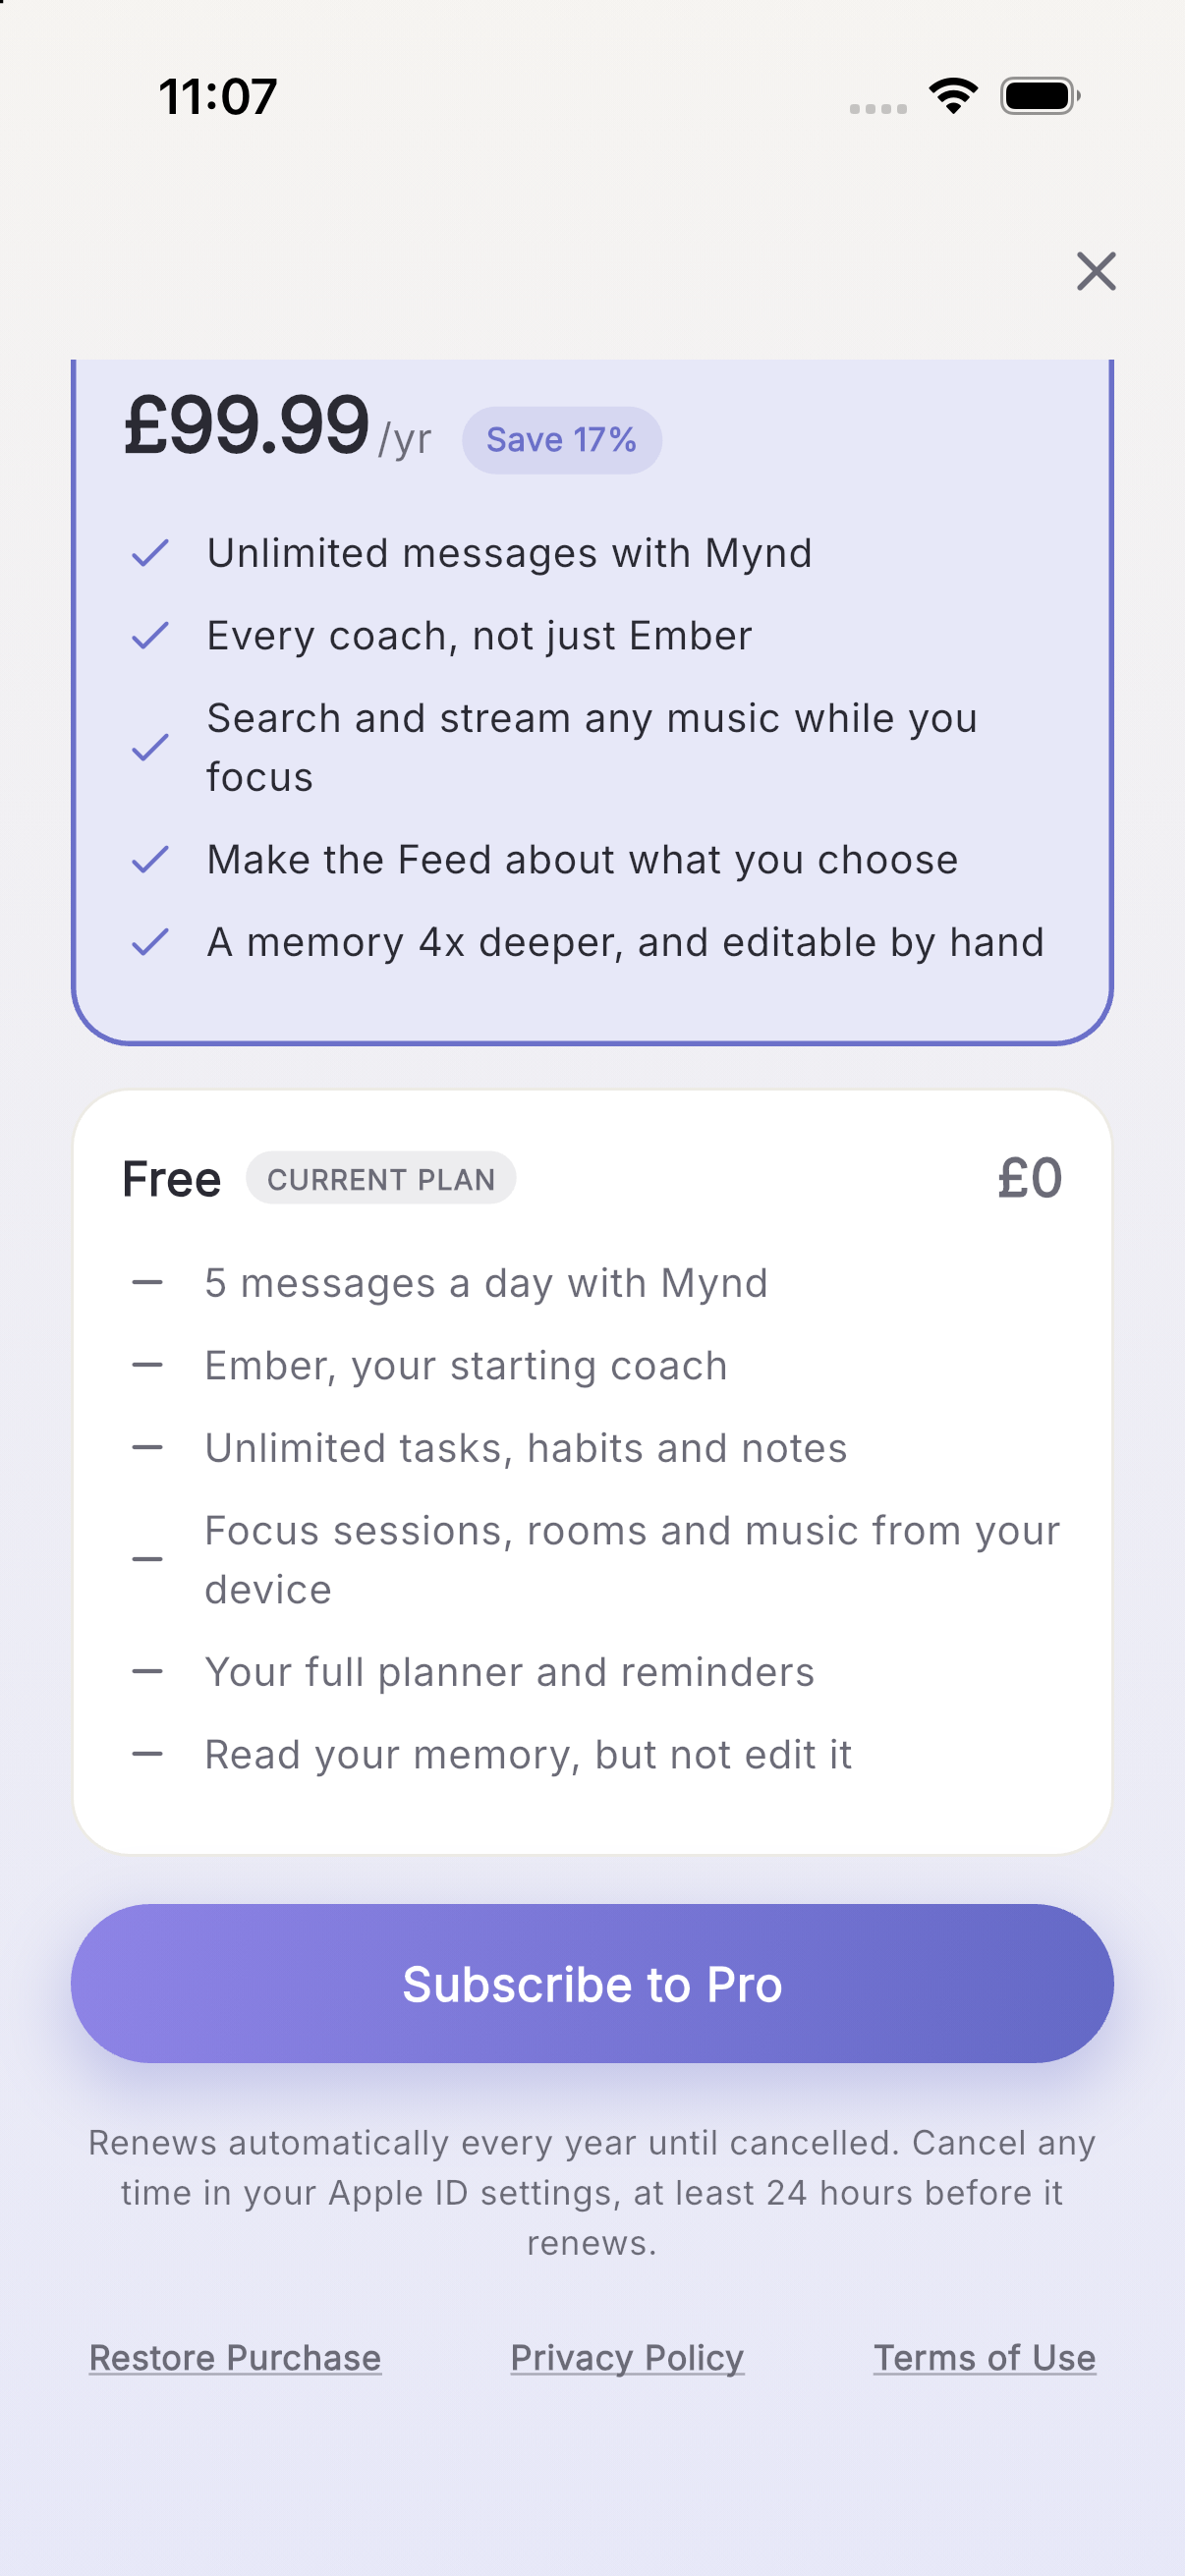 11:07
£99.99/yr Save 17%
Unlimited messages with Mynd
Every coach, not just Ember
Search and stream any music while you
focus
Make the Feed about what you choose
A memory 4x deeper, and editable by hand
Free CURRENT PLAN £0
5 messages a day with Mynd
Ember, your starting coach
Unlimited tasks, habits and notes
Focus sessions, rooms and music from your
device
Your full planner and reminders
Read your memory, but not edit it
Subscribe to Pro
Renews automatically every year until cancelled. Cancel any
time in your Apple ID settings, at least 24 hours before it
renews.
Restore Purchase Privacy Policy Terms of Use